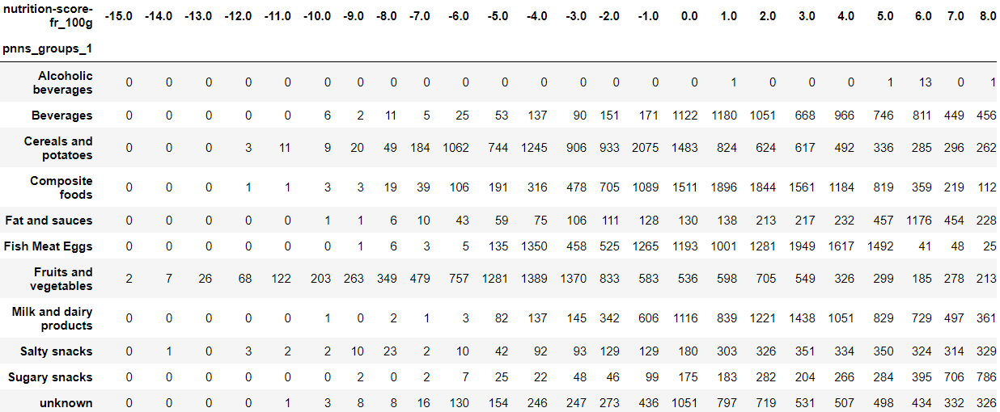 nutrition-score-fr_100g -15.0 -14.0 -13.0 -12.0 -11.0 -10.0 -9.0 -8.0 -7.0 -6.0 -5.0 -4.0 -3.0 -2.0 -1.0 0.0 1.0 2.0 3.0 4.0 5.0 6.0 7.0 8.0
pnns_groups_1
Alcoholic beverages 0 0 0 0 0 0 0 0 0 0 0 0 0 0 0 0 1 0 0 0 1 13 0 1
Beverages 0 0 0 0 0 6 2 11 5 25 53 137 90 151 171 1122 1180 1051 668 966 746 811 449 456
Cereals and potatoes 0 0 0 3 11 9 20 49 184 1062 744 1245 906 933 2075 1483 824 624 617 492 336 285 296 262
Composite foods 0 0 0 1 1 3 3 19 39 106 191 316 478 705 1089 1511 1896 1844 1561 1184 819 359 219 112
Fat and sauces 0 0 0 0 0 1 1 6 10 43 59 75 106 111 128 130 138 213 217 232 457 1176 454 228
Fish Meat Eggs 0 0 0 0 0 0 1 6 3 5 135 1350 458 525 1265 1193 1001 1281 1949 1617 1492 41 48 25
Fruits and vegetables 2 7 26 68 122 203 263 349 479 757 1281 1389 1370 833 583 536 598 705 549 326 299 185 278 213
Milk and dairy products 0 0 0 0 0 1 0 2 1 3 82 137 145 342 606 1116 839 1221 1438 1051 829 729 497 361
Salty snacks 0 1 0 3 2 2 10 23 2 10 42 92 93 129 129 180 303 326 351 334 350 324 314 329
Sugary snacks 0 0 0 0 0 0 2 0 2 7 25 22 48 46 99 175 183 282 204 266 284 395 706 786
unknown 0 0 0 0 1 3 8 8 16 130 154 246 247 273 436 1051 797 719 531 507 498 434 332 326